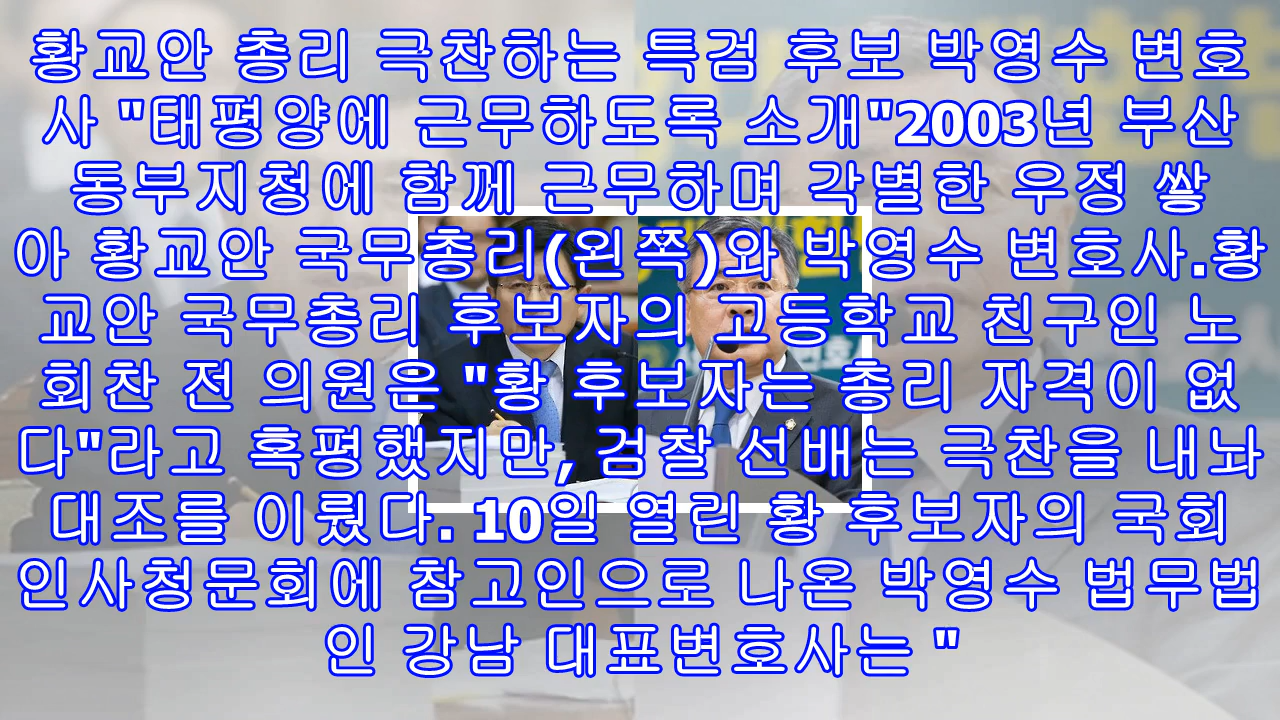 황교안 총리 극찬하는 특검 후보 박영수 변호
사 "태평양에 근무하도록 소개"2003년 부산
동부지청에 함께 근무하며 각별한 우정 쌓
아 황교안 국무총리(왼쪽)와 박영수 변호사.황
교안 국무총리 후보자의 고등학교 친구인 노
회찬 전 의원은 "황 후보자는 총리 자격이 없
다"라고 혹평했지만, 검찰 선배는 극찬을 내놔
대조를 이뤘다. 10일 열린 황 후보자의 국회
인사청문회에 참고인으로 나온 박영수 법무법
인 강남 대표변호사는 "